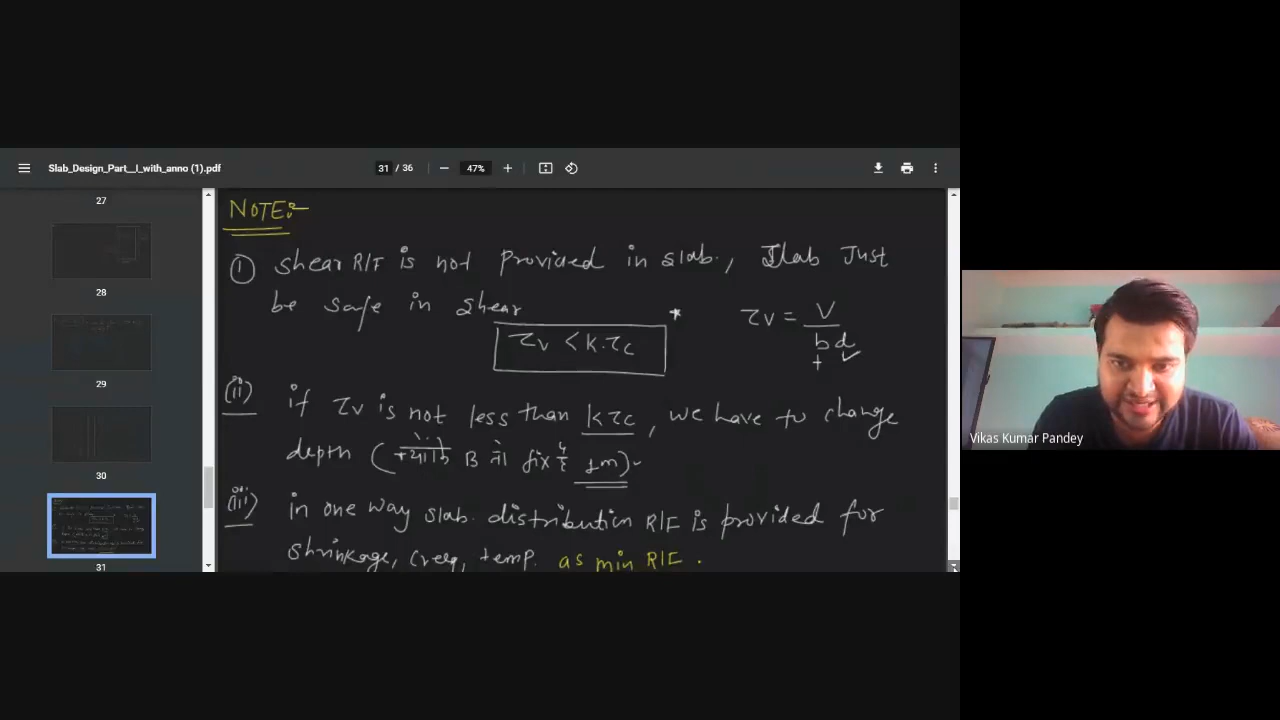 Slab_Design_Part__I_with_anno (1).pdf
31 / 36
47%
27
28
29
30
31
NOTE:-
① Shear R/F is not provided in slab., Slab Just
be safe in shear
τv < k.τc
*
τv = V
bd
(ii) if τv is not less than kτc, we have to change
depth ( B fix 1m).
(iii) in one way slab. distribution R/F is provided for
shrinkage, creep, temp. as min R/F.
Vikas Kumar Pandey